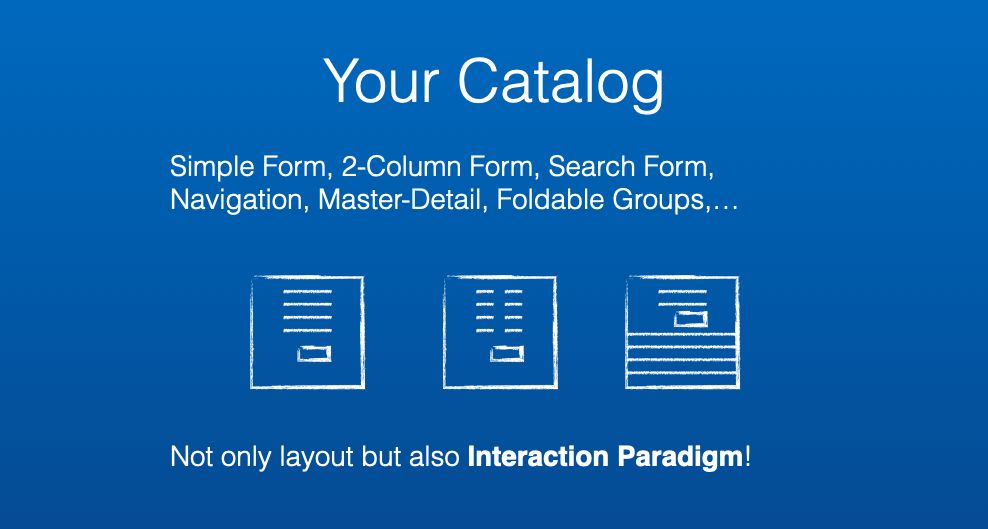 Your Catalog
Simple Form, 2-Column Form, Search Form,
Navigation, Master-Detail, Foldable Groups,…
Not only layout but also Interaction Paradigm!